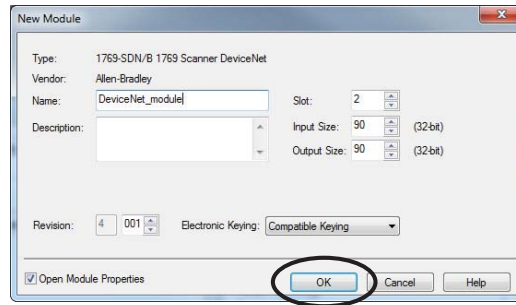 New Module
Type: 1769-SDN/B 1769 Scanner DeviceNet
Vendor: Allen-Bradley
Name: DeviceNet_module Slot: 2
Description: Input Size: 90 (32-bit)
Output Size: 90 (32-bit)
Revision: 4 001 Electronic Keying: Compatible Keying
Open Module Properties OK Cancel Help